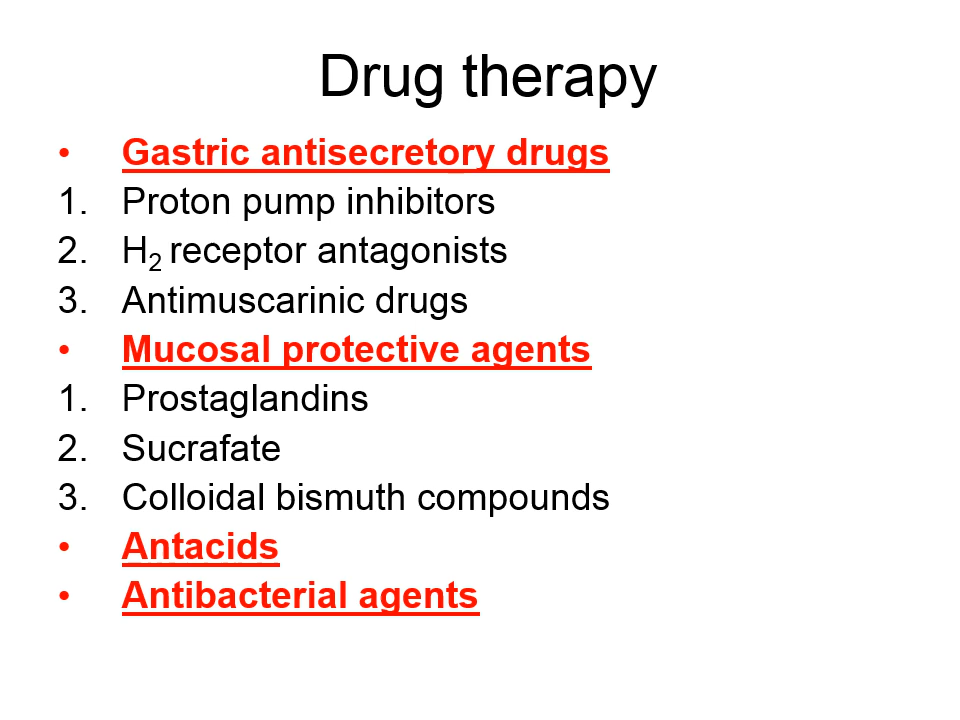 Drug therapy
• Gastric antisecretory drugs
1. Proton pump inhibitors
2. H₂ receptor antagonists
3. Antimuscarinic drugs
• Mucosal protective agents
1. Prostaglandins
2. Sucrafate
3. Colloidal bismuth compounds
• Antacids
• Antibacterial agents